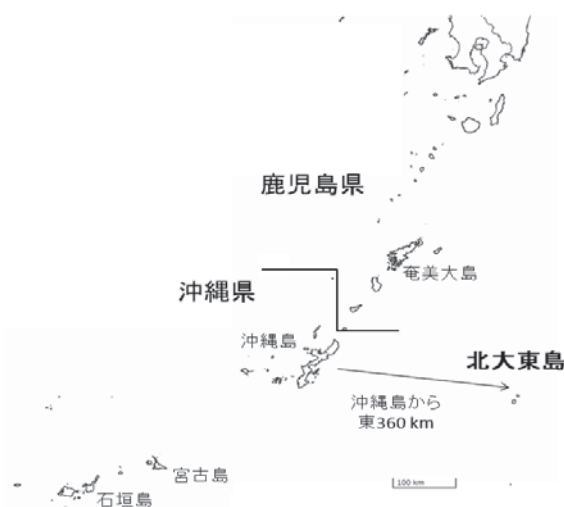 鹿児島県
奄美大島
沖縄県
沖縄島
北大東島
沖縄島から
東360 km
宮古島
石垣島
100 km